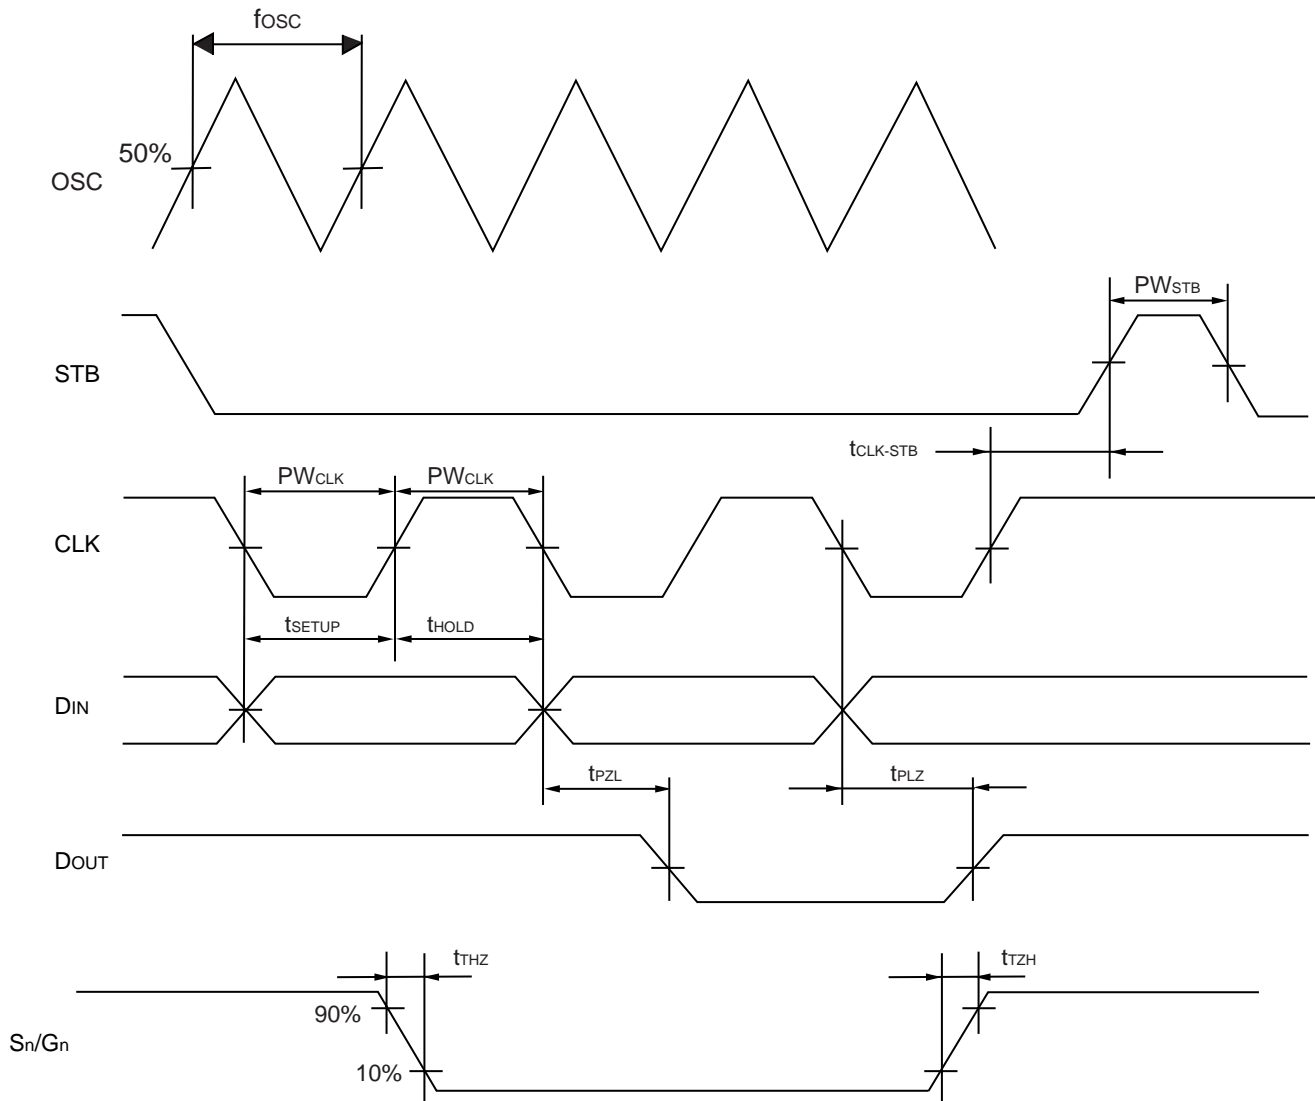 fOSC
50%
OSC
PWSTB
STB
tCLK-STB
PWCLK PWCLK
CLK
tSETUP tHOLD
DIN
tPZL tPLZ
DOUT
tTHZ tTZH
90%
Sn/Gn
10%